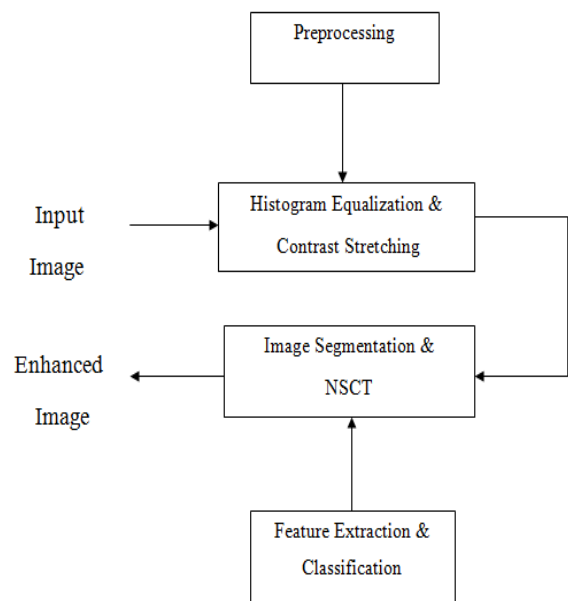 Preprocessing
Histogram Equalization &
Contrast Stretching
Input
Image
Image Segmentation &
NSCT
Enhanced
Image
Feature Extraction &
Classification